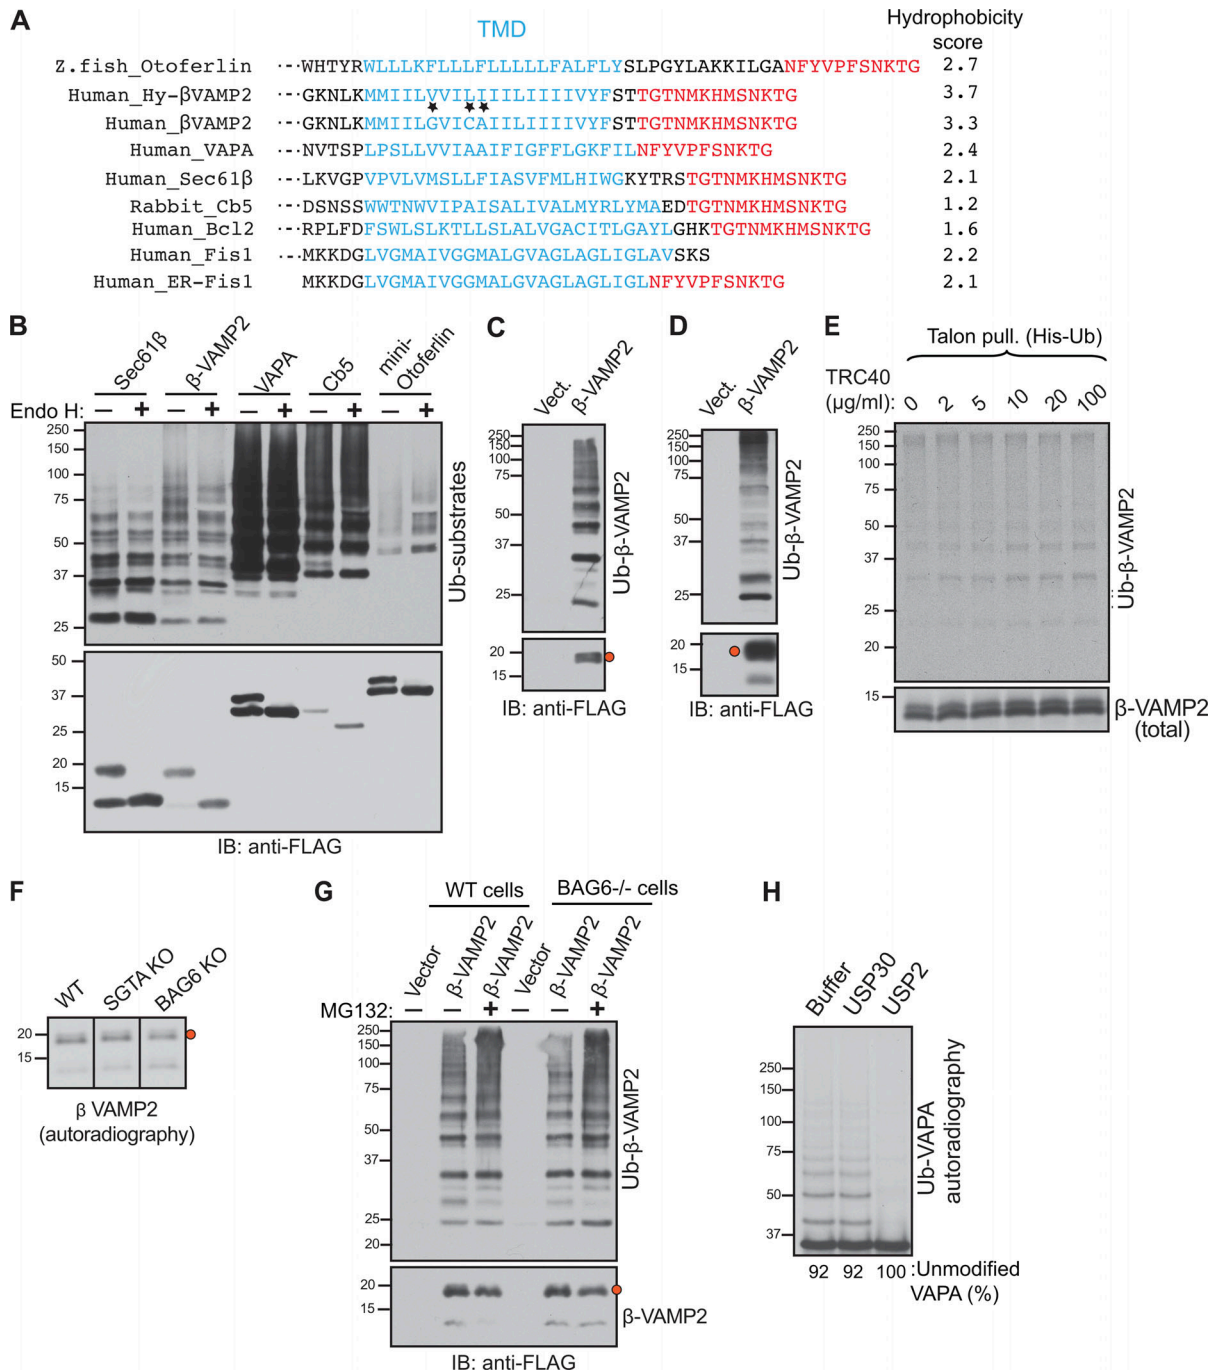 A
TMD
Hydrophobicity
score
Z.fish_Otoferlin ---WHTYRWLLLKFLLLFLLLLLFALFLYSLPGYLAKKILGANFYVPFSNKTG 2.7
Human_Hy-βVAMP2 ---GKNLKMMIILVVILIIILIIIIVYFSTTGTNMKHMSNKTG 3.7
Human_βVAMP2 ---GKNLKMMIILGVICAIILIIIIVYFSTTGTNMKHMSNKTG 3.3
Human_VAPA ---NVTSPLPSLLVVIAAIFIGFFLGKFILNFYVPFSNKTG 2.4
Human_Sec61β ---LKVGPVPVLVMSLLFIASVFMLHIWGKYTRSTGTNMKHMSNKTG 2.1
Rabbit_Cb5 ---DSNSSWWTNWVIPAISALIVALMYRLYMAEDTGTNMKHMSNKTG 1.2
Human_Bcl2 ---RPLFDFSWLSLKTLLSLALVGACITLGAYLGHKTGTNMKHMSNKTG 1.6
Human_Fis1 ---MKKDGLVGMAIVGGMALGVAGLAGLIGLAVSKS 2.2
Human_ER-Fis1 MKKDGLVGMAIVGGMALGVAGLAGLIGLNFYVPFSNKTG 2.1
B
Sec61β β-VAMP2 VAPA Cb5 mini-Otoferlin
Endo H: − + − + − + − + − +
250
150
100
75
50
37
25
Ub-substrates
50
37
25
20
15
IB: anti-FLAG
C
Vect. β-VAMP2
250
150
100
75
50
37
25
Ub-β-VAMP2
20
15
IB: anti-FLAG
D
Vect. β-VAMP2
250
150
100
75
50
37
25
Ub-β-VAMP2
20
15
IB: anti-FLAG
E
Talon pull. (His-Ub)
TRC40
(μg/ml): 0 2 5 10 20 100
250
150
100
75
50
37
25
20
Ub-β-VAMP2
15
β-VAMP2
(total)
F
WT SGTA KO BAG6 KO
20
15
β VAMP2
(autoradiography)
G
WT cells BAG6-/- cells
Vector β-VAMP2 β-VAMP2 Vector β-VAMP2 β-VAMP2
MG132: − − + − − +
250
150
100
75
50
37
25
20
Ub-β-VAMP2
20
15
β-VAMP2
IB: anti-FLAG
H
Buffer USP30 USP2
250
150
100
75
50
37
Ub-VAPA
autoradiography
92 92 100 :Unmodified
VAPA (%)